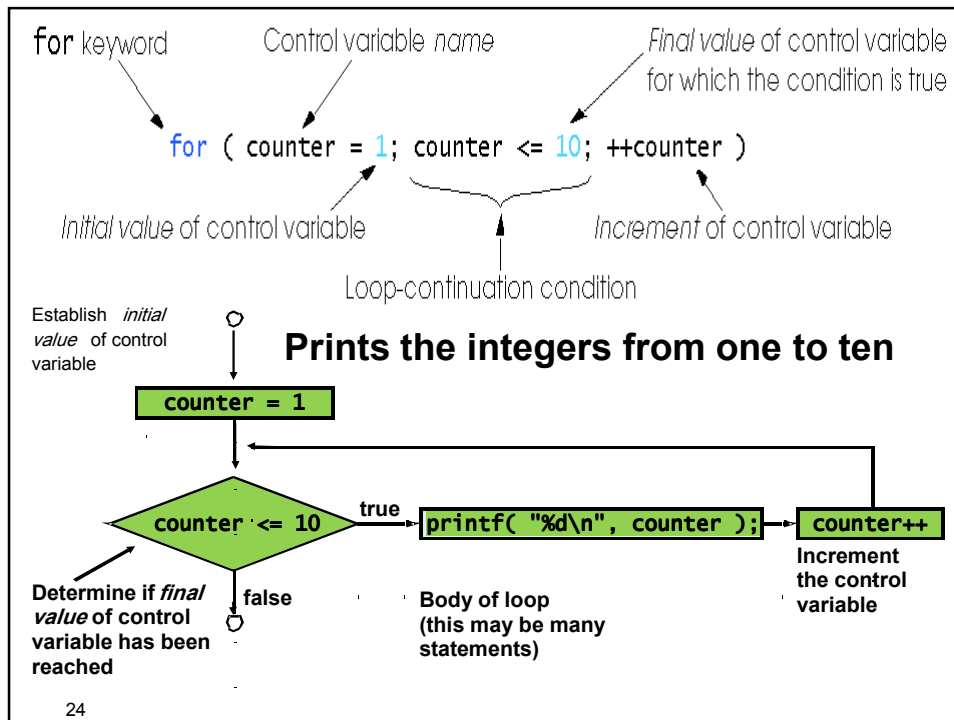 for keyword
Control variable name
Final value of control variable
for which the condition is true
for ( counter = 1; counter <= 10; ++counter )
Initial value of control variable
Increment of control variable
Loop-continuation condition
Establish initial
value of control
variable
Prints the integers from one to ten
counter = 1
counter <= 10
true
printf( "%d\n", counter );
counter++
Increment
the control
variable
Determine if final
value of control
variable has been
reached
false
Body of loop
(this may be many
statements)
24